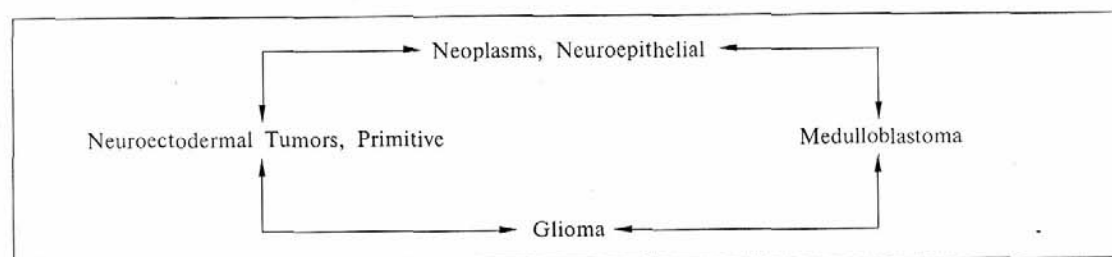 Neoplasms, Neuroepithelial
Neuroectodermal Tumors, Primitive
Medulloblastoma
Glioma